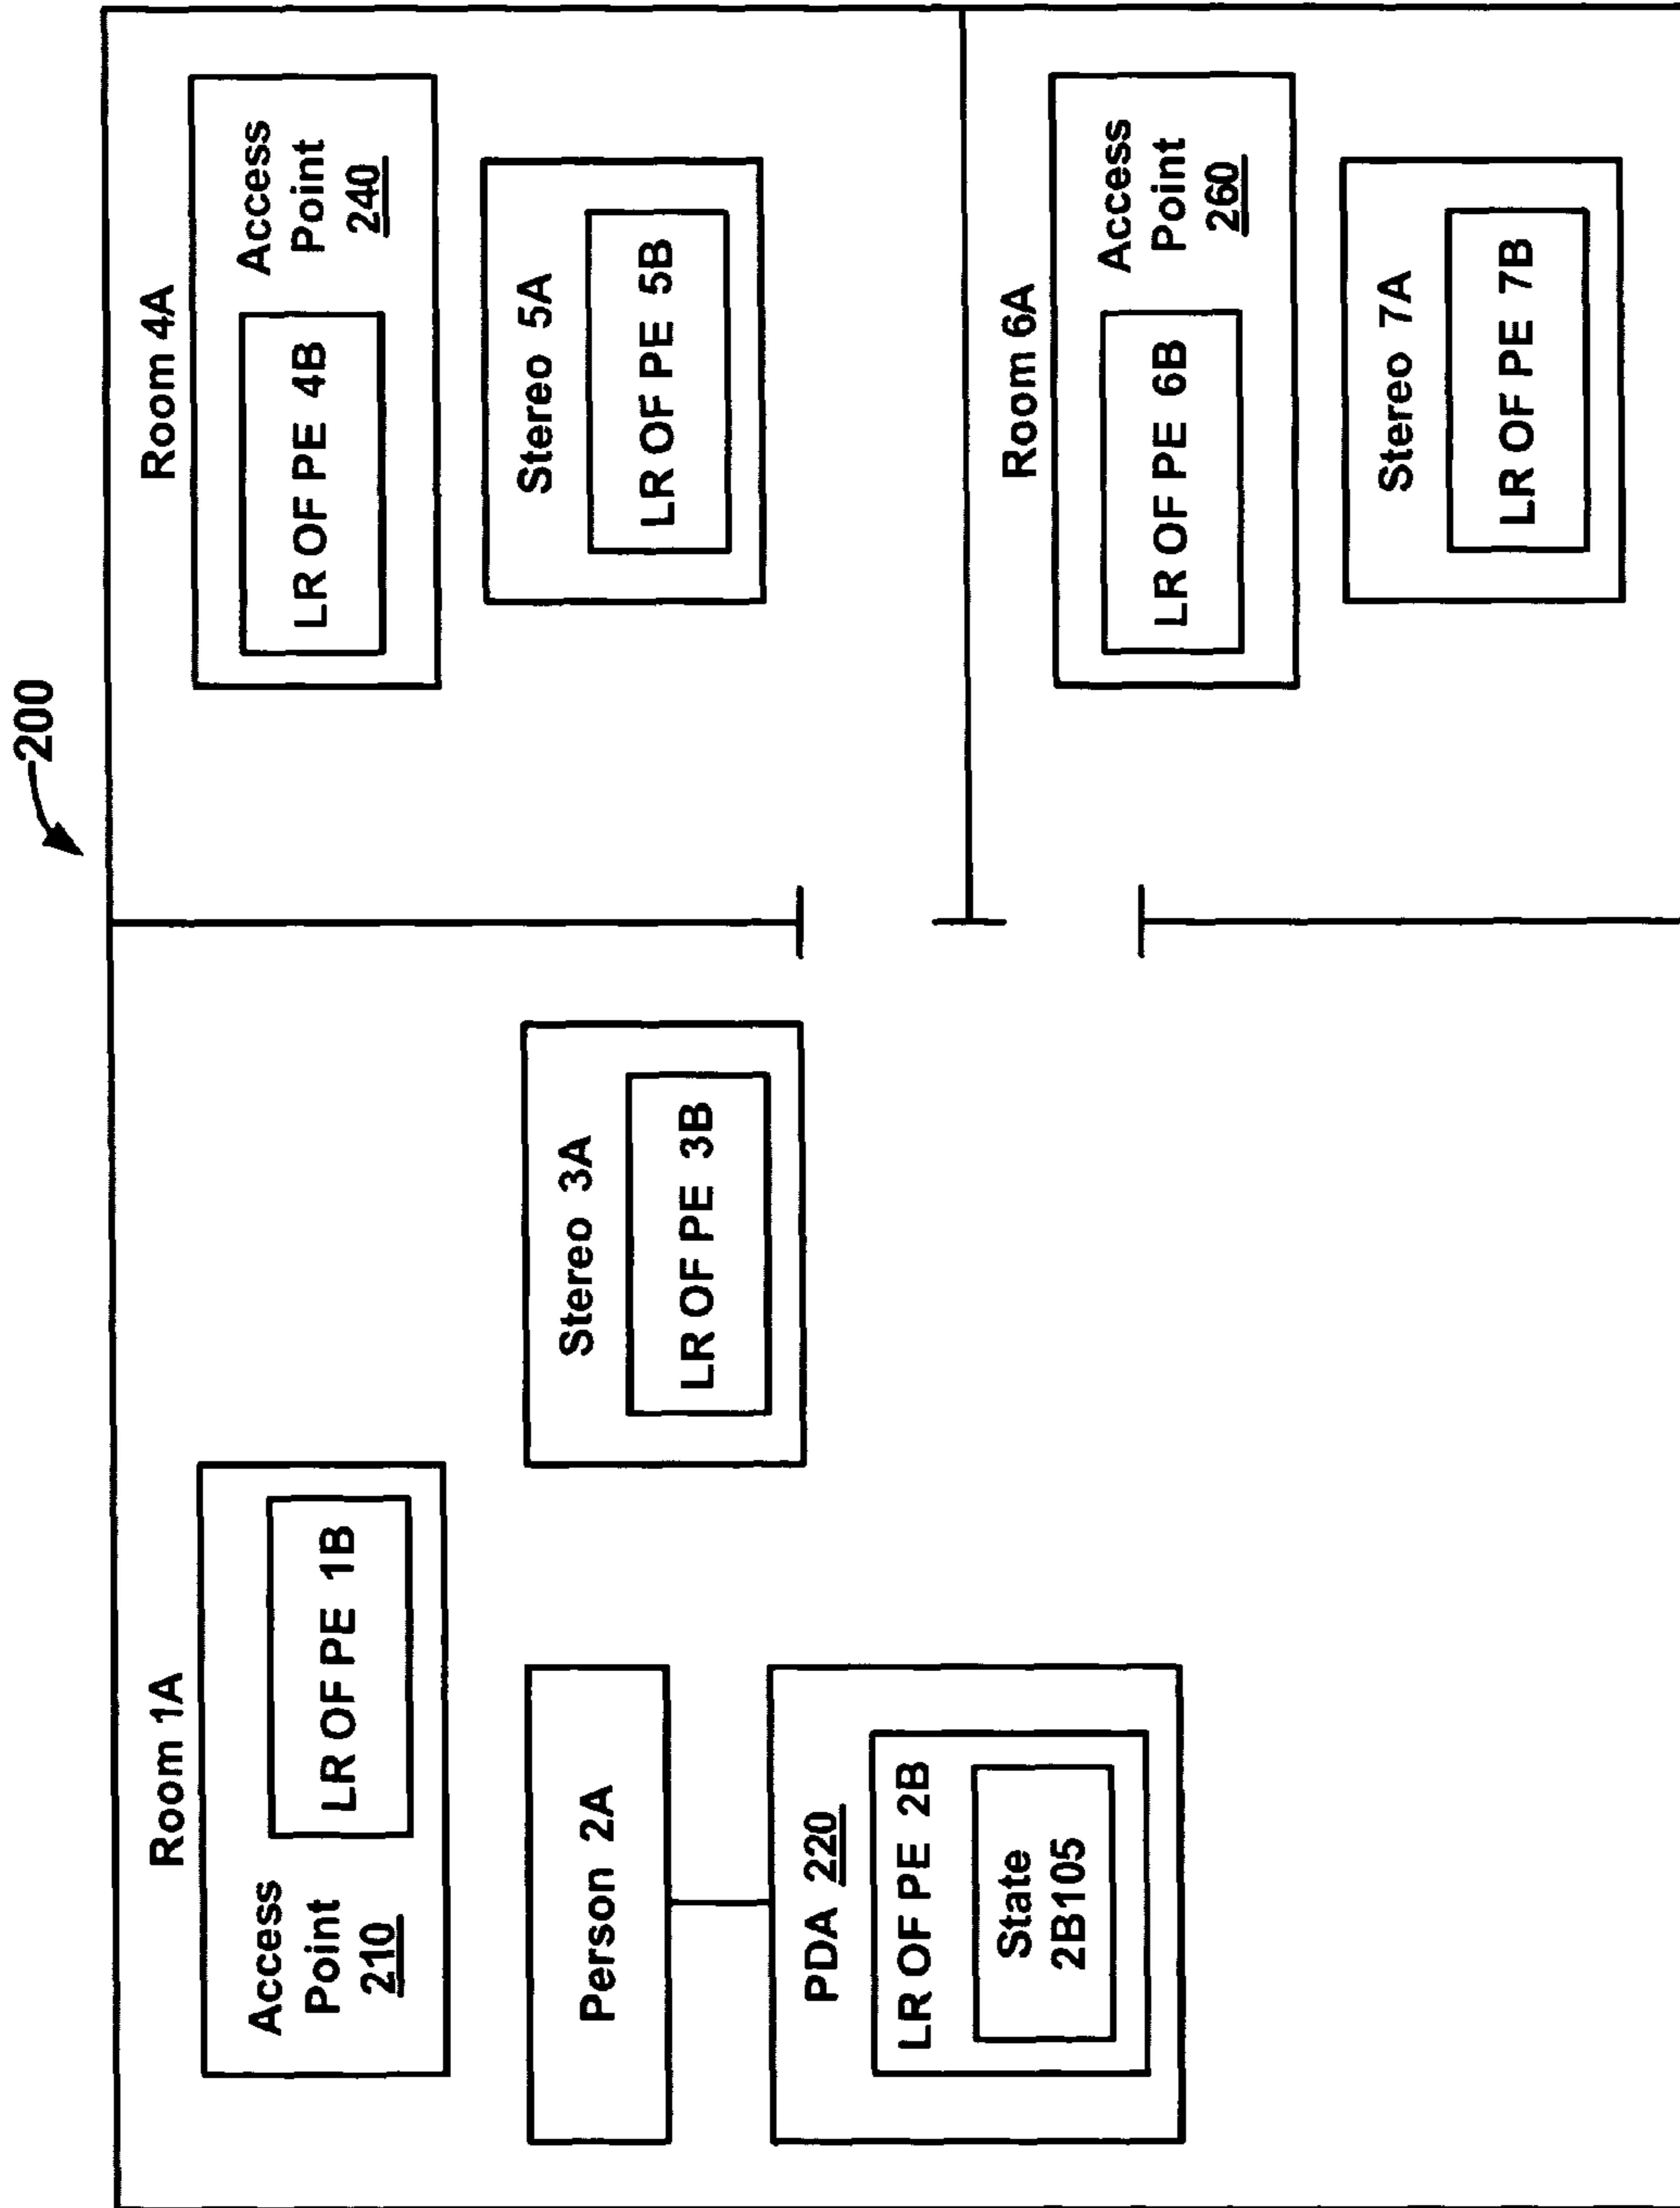 200
Room 1A
Access
Point
210
LR OF PE 1B
Person 2A
PDA 220
LR OF PE 2B
State
2B105
Stereo 3A
LR OF PE 3B
Room 4A
LR OF PE 4B
Access
Point
240
Stereo 5A
LR OF PE 5B
Room 6A
LR OF PE 6B
Access
Point
260
Stereo 7A
LR OF PE 7B